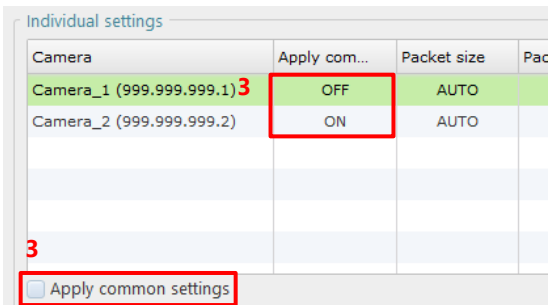 Individual settings
Camera Apply com... Packet size Pac
Camera_1 (999.999.999.1) 3 OFF AUTO
Camera_2 (999.999.999.2) ON AUTO
3
Apply common settings